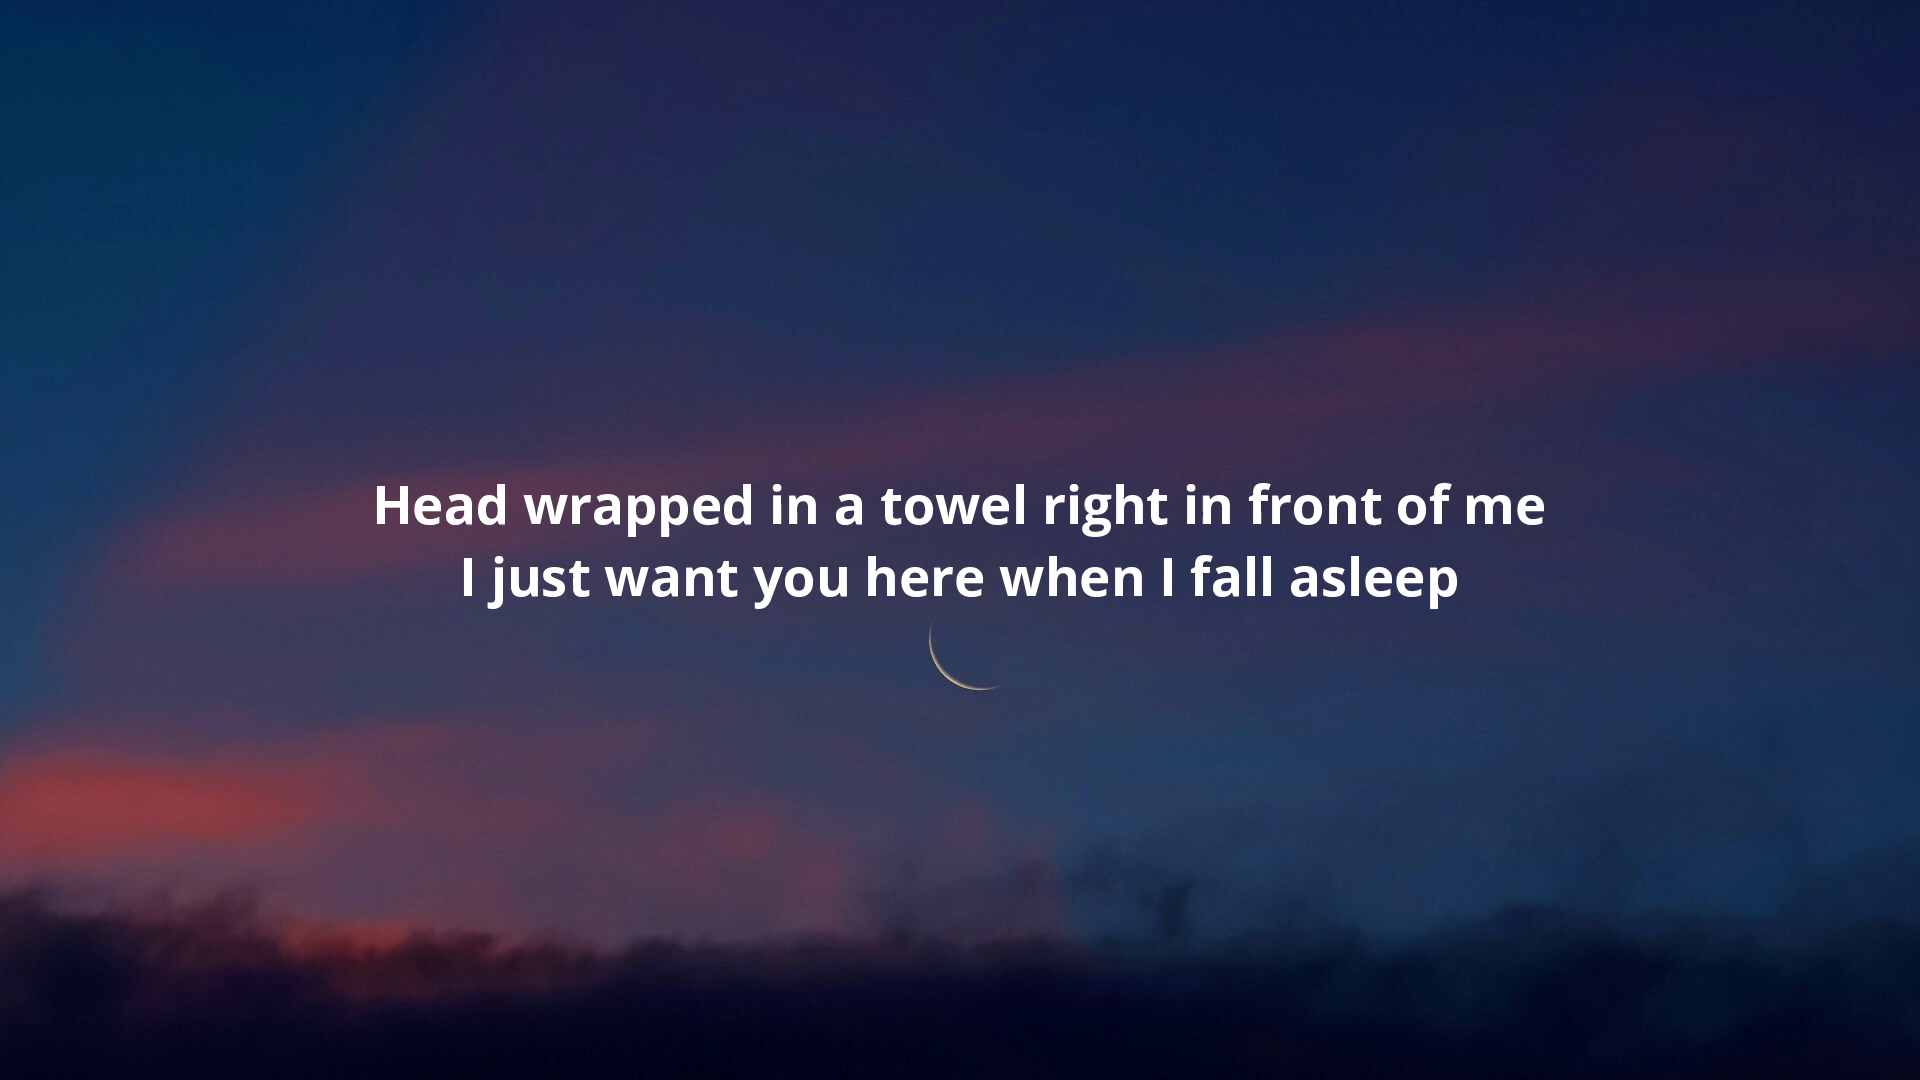 Head wrapped in a towel right in front of me
I just want you here when I fall asleep